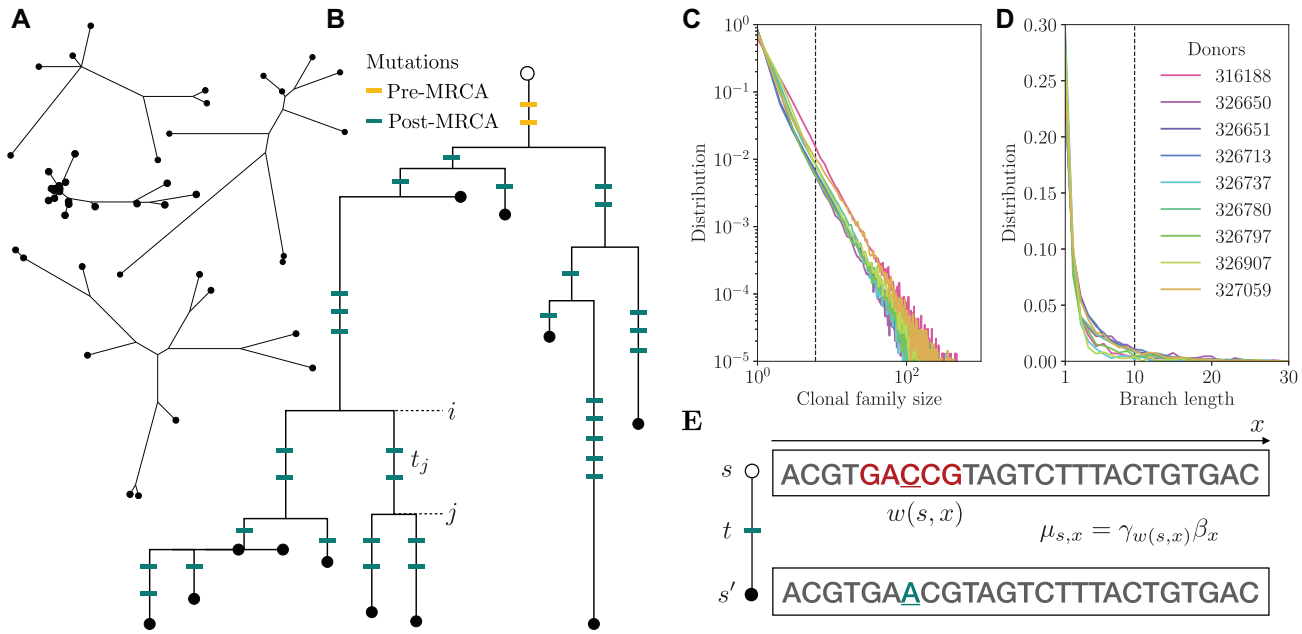 A
B
Mutations
Pre-MRCA
Post-MRCA
i
t_j
j
C
10^0
10^-1
10^-2
10^-3
10^-4
10^-5
Distribution
10^0
10^2
Clonal family size
D
0.30
0.25
0.20
0.15
0.10
0.05
0.00
Distribution
1
10
20
30
Branch length
Donors
316188
326650
326651
326713
326737
326780
326797
326907
327059
E
x
s
ACGTGACCGTAGTCTTTACTGTGAC
w(s, x)
t
μ_{s,x} = γ_{w(s,x)}β_x
s′
ACGTGAACGTAGTCTTTACTGTGAC